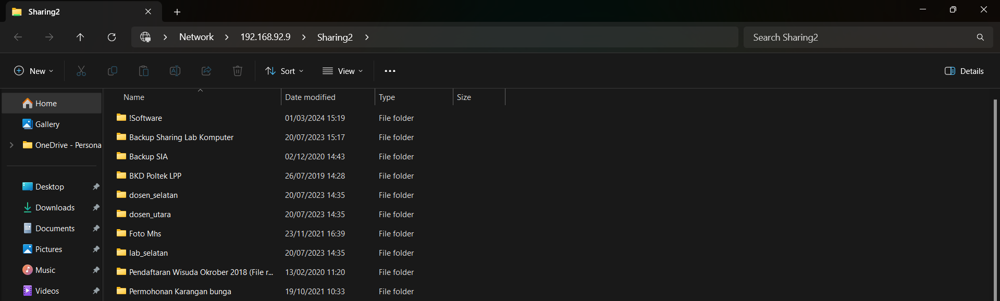 Sharing2
Network > 192.168.92.9 > Sharing2 >
Search Sharing2
New
Sort
View
Details
Name Date modified Type Size
Home
Gallery
OneDrive - Persona
Desktop
Downloads
Documents
Pictures
Music
Videos
!Software 01/03/2024 15:19 File folder
Backup Sharing Lab Komputer 20/07/2023 15:17 File folder
Backup SIA 02/12/2020 14:43 File folder
BKD Poltek LPP 26/07/2019 14:28 File folder
dosen_selatan 20/07/2023 14:35 File folder
dosen_utara 20/07/2023 14:35 File folder
Foto Mhs 23/11/2021 16:39 File folder
lab_selatan 20/07/2023 14:35 File folder
Pendaftaran Wisuda Okrober 2018 (File r... 13/02/2020 11:20 File folder
Permohonan Karangan bunga 19/10/2021 10:33 File folder